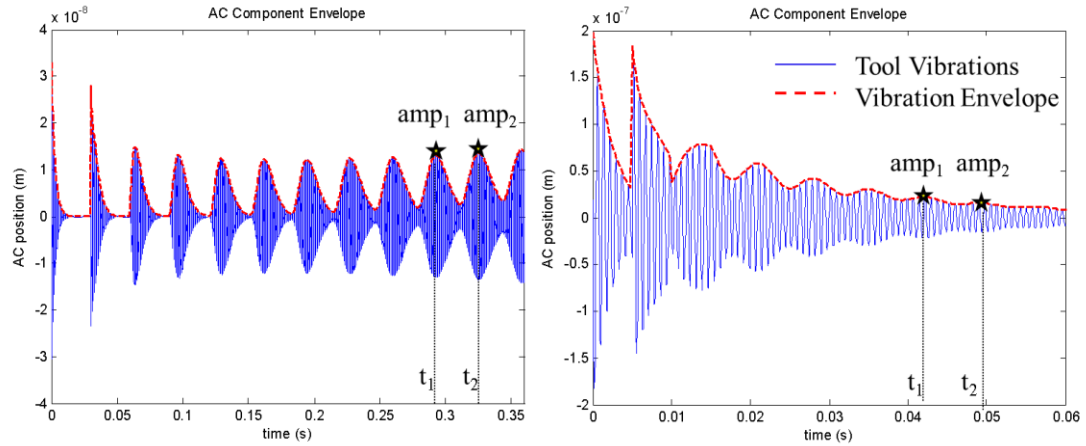 AC Component Envelope
x 10⁻⁸
4
3
2
1
0
-1
-2
-3
-4
AC position (m)
amp₁ amp₂
t₁ t₂
0 0.05 0.1 0.15 0.2 0.25 0.3 0.35
time (s)
AC Component Envelope
x 10⁻⁷
2
1.5
1
0.5
0
-0.5
-1
-1.5
-2
AC position (m)
Tool Vibrations
Vibration Envelope
amp₁ amp₂
t₁ t₂
0 0.01 0.02 0.03 0.04 0.05 0.06
time (s)